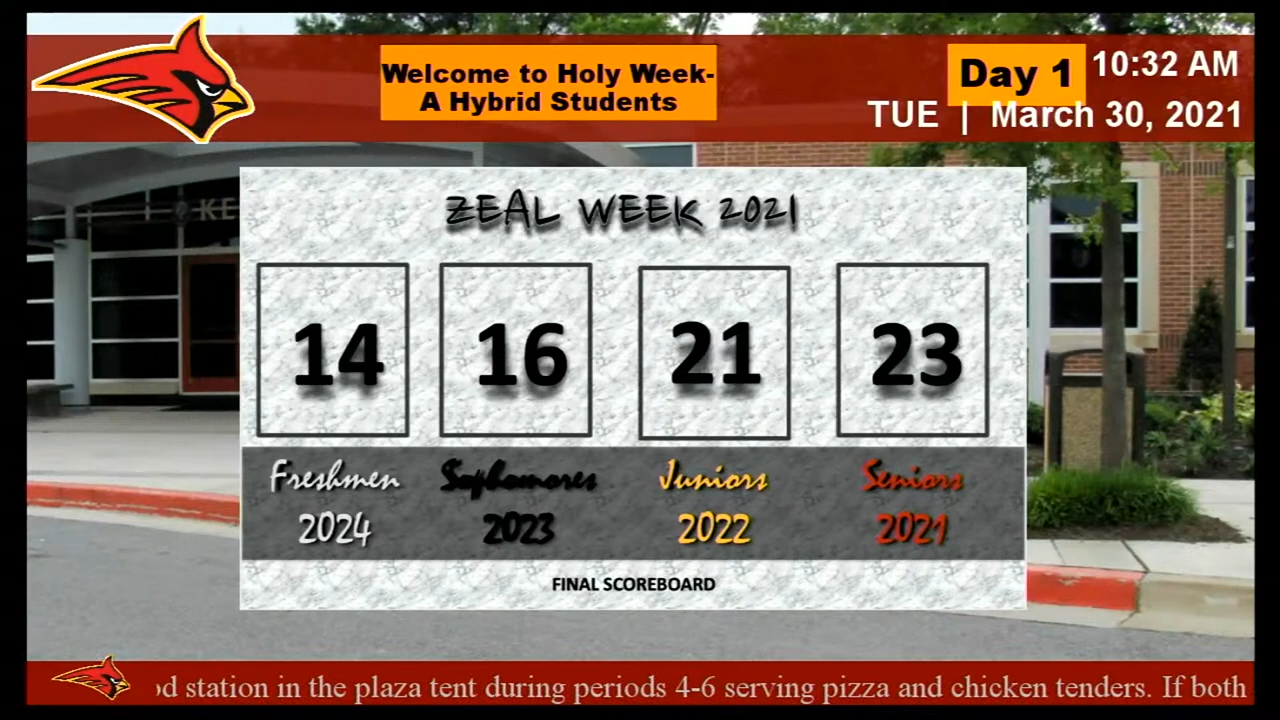 Welcome to Holy Week-
A Hybrid Students
Day 1
10:32 AM
TUE | March 30, 2021
KE
ZEAL WEEK 2021
14 16 21 23
Freshmen Sophomores Juniors Seniors
2024 2023 2022 2021
FINAL SCOREBOARD
station in the plaza tent during periods 4-6 serving pizza and chicken tenders. If both